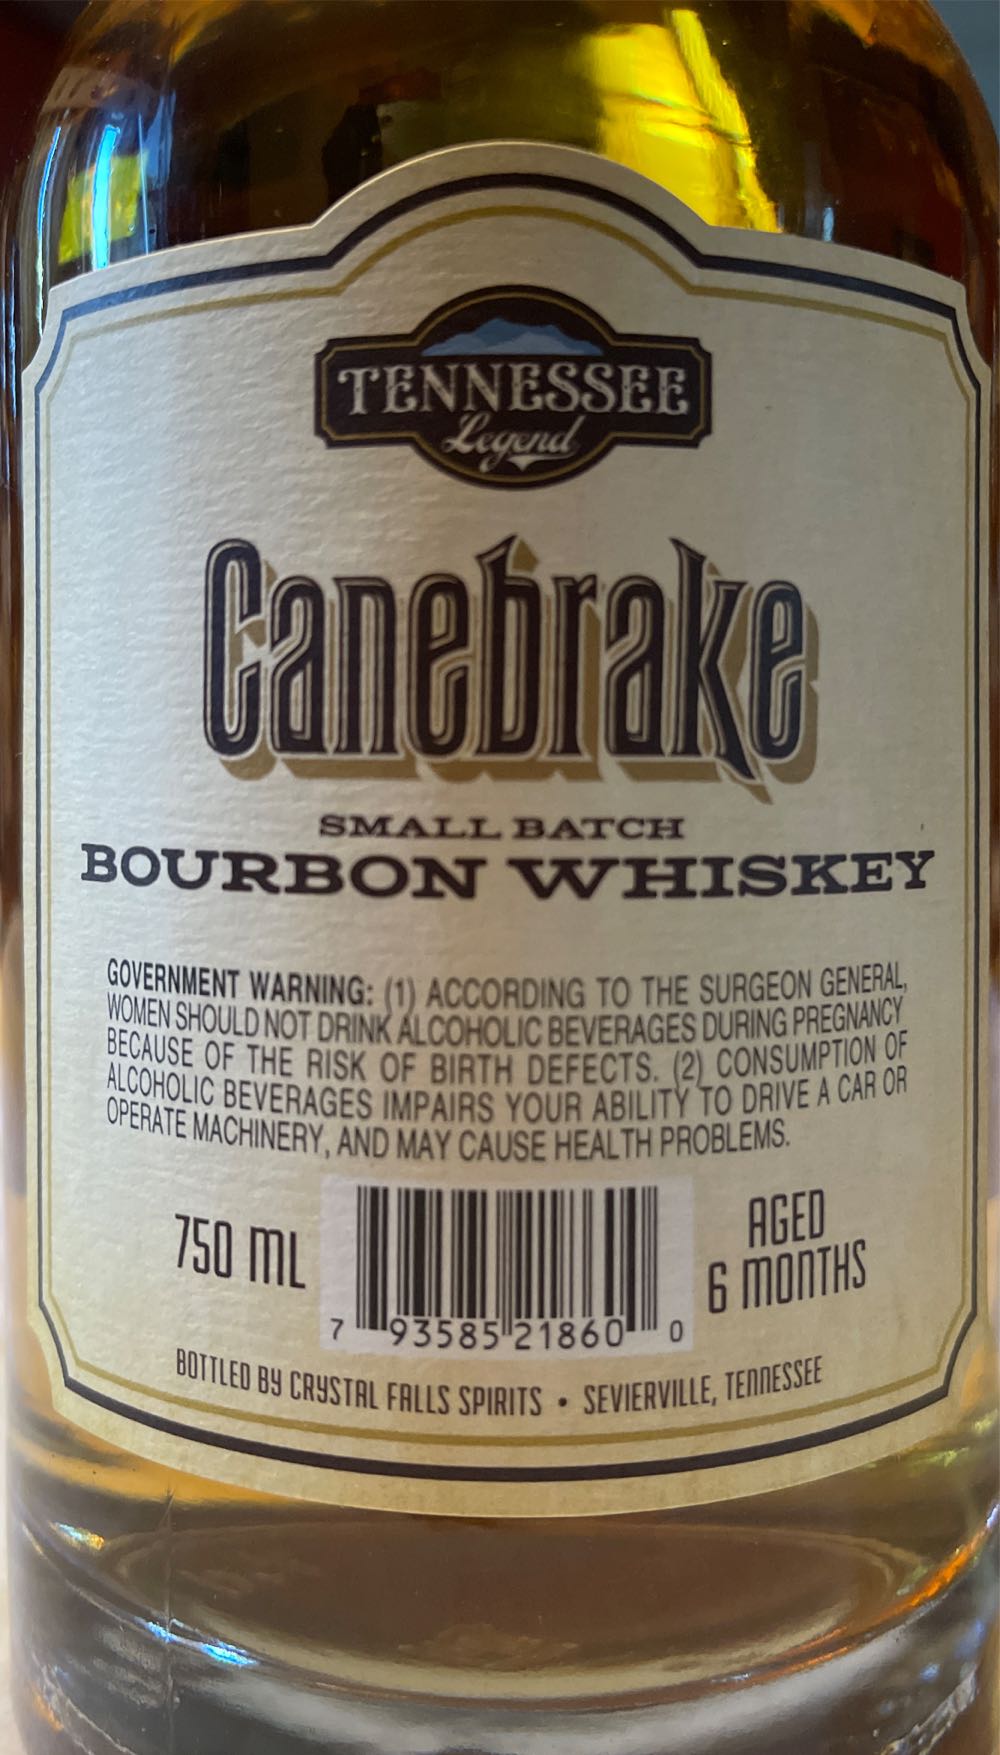 TENNESSEE
Legend
Canebrake
SMALL BATCH
BOURBON WHISKEY
GOVERNMENT WARNING: (1) ACCORDING TO THE SURGEON GENERAL,
WOMEN SHOULD NOT DRINK ALCOHOLIC BEVERAGES DURING PREGNANCY
BECAUSE OF THE RISK OF BIRTH DEFECTS. (2) CONSUMPTION OF
ALCOHOLIC BEVERAGES IMPAIRS YOUR ABILITY TO DRIVE A CAR OR
OPERATE MACHINERY, AND MAY CAUSE HEALTH PROBLEMS.
750 ML
7 93585 21860 0
AGED
6 MONTHS
BOTTLED BY CRYSTAL FALLS SPIRITS • SEVIERVILLE, TENNESSEE